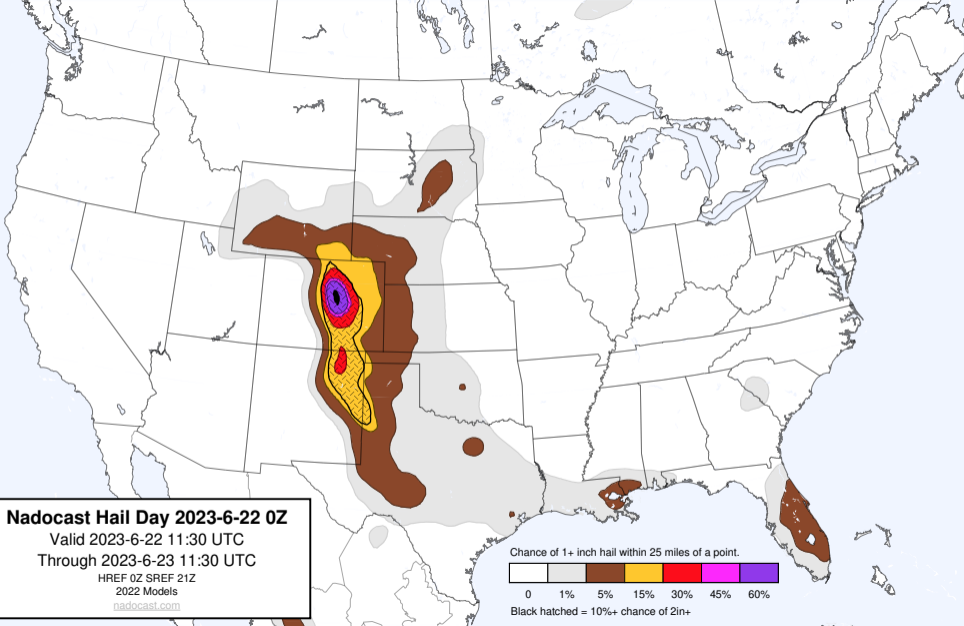 Nadocast Hail Day 2023-6-22 0Z
Valid 2023-6-22 11:30 UTC
Through 2023-6-23 11:30 UTC
HREF 0Z SREF 21Z
2022 Models
nadocast.com
Chance of 1+ inch hail within 25 miles of a point.
0 1% 5% 15% 30% 45% 60%
Black hatched = 10%+ chance of 2in+